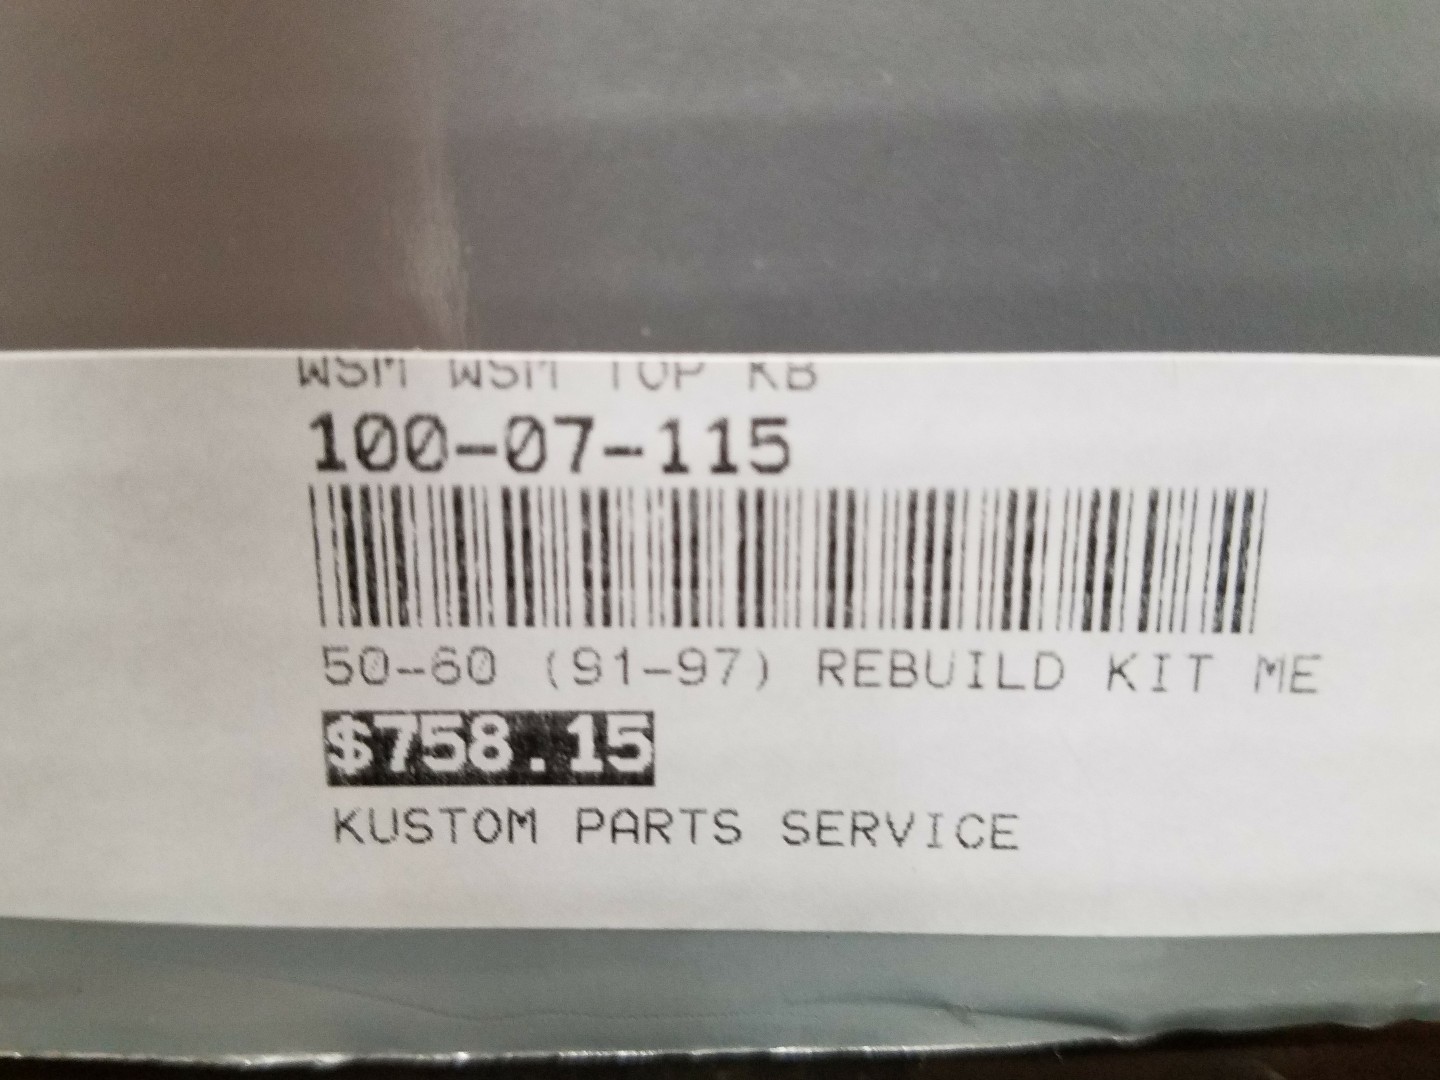 WSM WSM TOP KB
100-07-115
50-60 (91-97) REBUILD KIT ME
$758.15
KUSTOM PARTS SERVICE